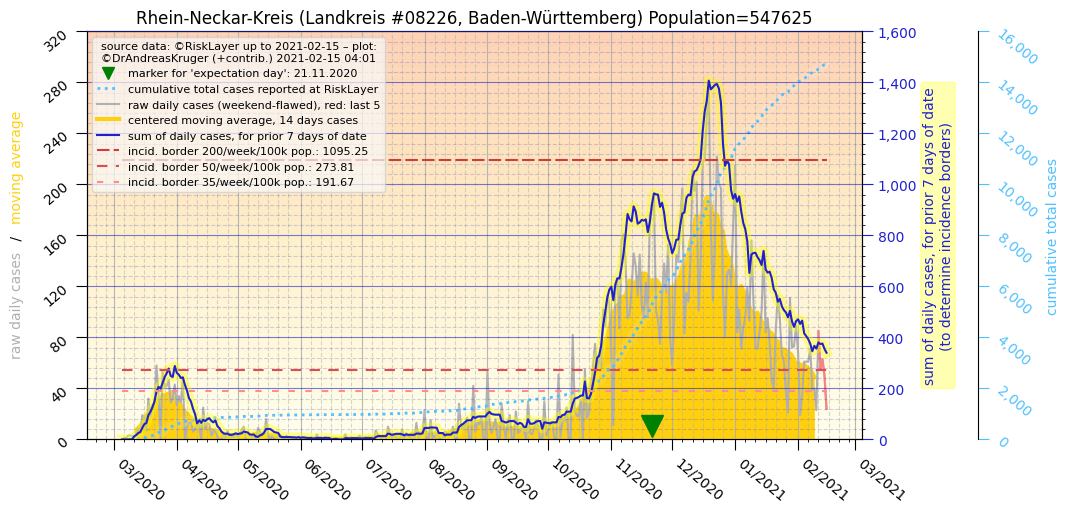 Rhein-Neckar-Kreis (Landkreis #08226, Baden-Württemberg) Population=547625
source data: ©RiskLayer up to 2021-02-15 – plot:
©DrAndreasKruger (+contrib.) 2021-02-15 04:01
marker for 'expectation day': 21.11.2020
cumulative total cases reported at RiskLayer
raw daily cases (weekend-flawed), red: last 5
centered moving average, 14 days cases
sum of daily cases, for prior 7 days of date
incid. border 200/week/100k pop.: 1095.25
incid. border 50/week/100k pop.: 273.81
incid. border 35/week/100k pop.: 191.67
raw daily cases / moving average
320
280
240
200
160
120
80
40
0
03/2020
04/2020
05/2020
06/2020
07/2020
08/2020
09/2020
10/2020
11/2020
12/2020
01/2021
02/2021
03/2021
1,600
1,400
1,200
1,000
800
600
400
200
0
sum of daily cases, for prior 7 days of date
(to determine incidence borders)
16,000
14,000
12,000
10,000
8,000
6,000
4,000
2,000
0
cumulative total cases